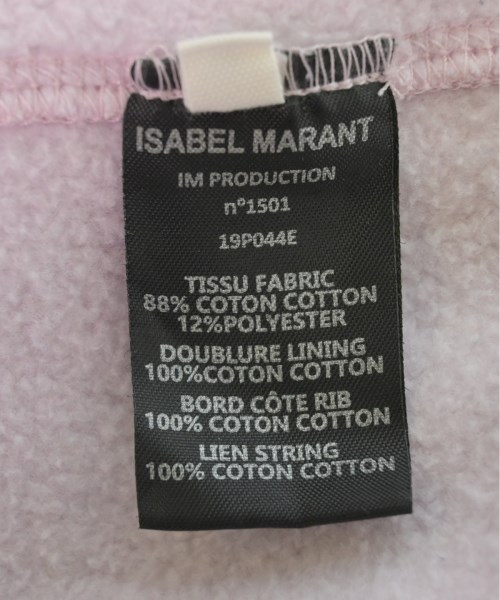 ISABEL MARANT
IM PRODUCTION
n°1501
19P044E
TISSU FABRIC
88% COTON COTTON
12%POLYESTER
DOUBLURE LINING
100%COTON COTTON
BORD CÔTE RIB
100% COTON COTTON
LIEN STRING
100% COTON COTTON